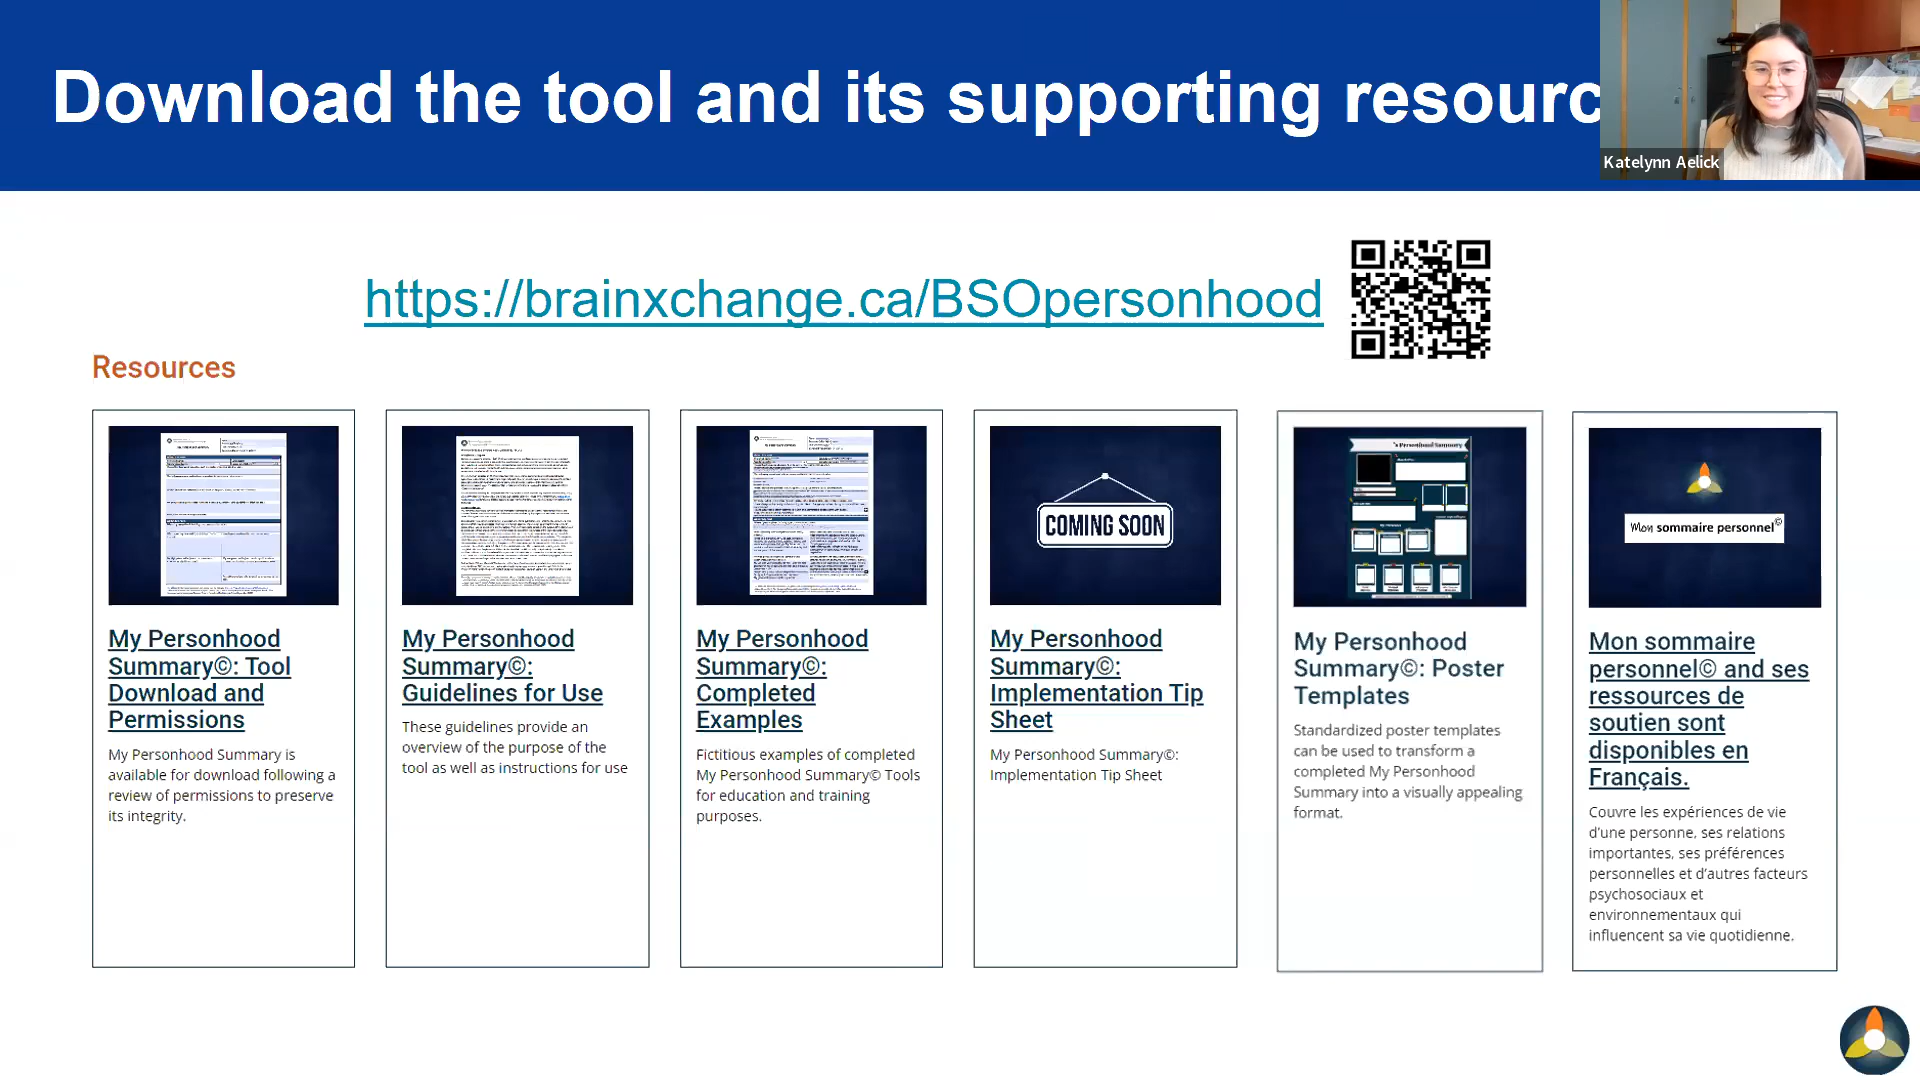 Download the tool and its supporting resourc
Katelynn Aelick
https://brainxchange.ca/BSOpersonhood
Resources
My Personhood
Summary©: Tool
Download and
Permissions
My Personhood Summary is
available for download following a
review of permissions to preserve
its integrity.
My Personhood
Summary©:
Guidelines for Use
These guidelines provide an
overview of the purpose of the
tool as well as instructions for use
My Personhood
Summary©:
Completed
Examples
Fictitious examples of completed
My Personhood Summary© Tools
for education and training
purposes.
COMING SOON
My Personhood
Summary©:
Implementation Tip
Sheet
My Personhood Summary©:
Implementation Tip Sheet
's Personhood Summary
My Personhood
Summary©: Poster
Templates
Standardized poster templates
can be used to transform a
completed My Personhood
Summary into a visually appealing
format.
Mon sommaire personnel©
Mon sommaire
personnel© and ses
ressources de
soutien sont
disponibles en
Français.
Couvre les expériences de vie
d'une personne, ses relations
importantes, ses préférences
personnelles et d'autres facteurs
psychosociaux et
environnementaux qui
influencent sa vie quotidienne.